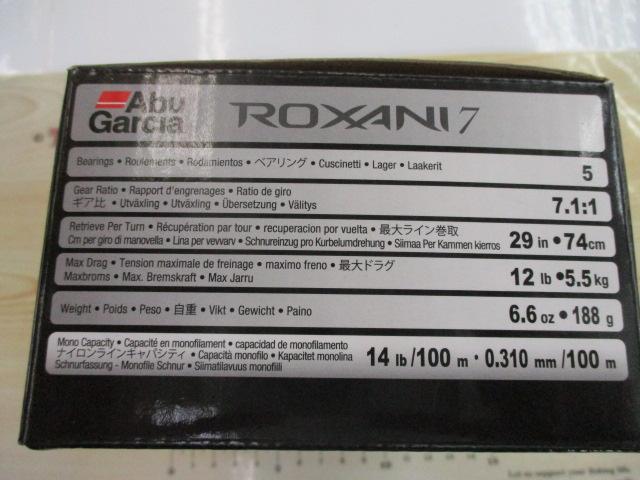 Abu
Garcia
ROXANI 7
Bearings • Roulements • Rodamientos • ベアリング • Cuscinetti • Lager • Laakerit
5
Gear Ratio • Rapport d'engrenages • Ratio de giro
ギア比 • Utväxling • Utväxling • Übersetzung • Välitys
7.1:1
Retrieve Per Turn • Récupération par tour • recuperacion por vuelta • 最大ライン巻取
Cm per giro di manovella • Lina per vevvarv • Schnureinzug pro Kurbelumdrehung • Siimaa Per Kammen kierros
29 in • 74cm
Max Drag • Tension maximale de freinage • maximo freno • 最大ドラグ
Maxbroms • Max. Bremskraft • Max Jarru
12 lb •5.5kg
Weight • Poids • Peso • 自重 • Vikt • Gewicht • Paino
6.6 oz • 188 g
Mono Capacity • Capacité en monofilament • capacidad de monofilamento
ナイロンラインキャパシティ • Capacità monofilo • Kapacitet monolina
Schnurfassung - Monofile Schnur • Siimatilavuus monofiili
14 lb/100 m • 0.310 mm/100 m